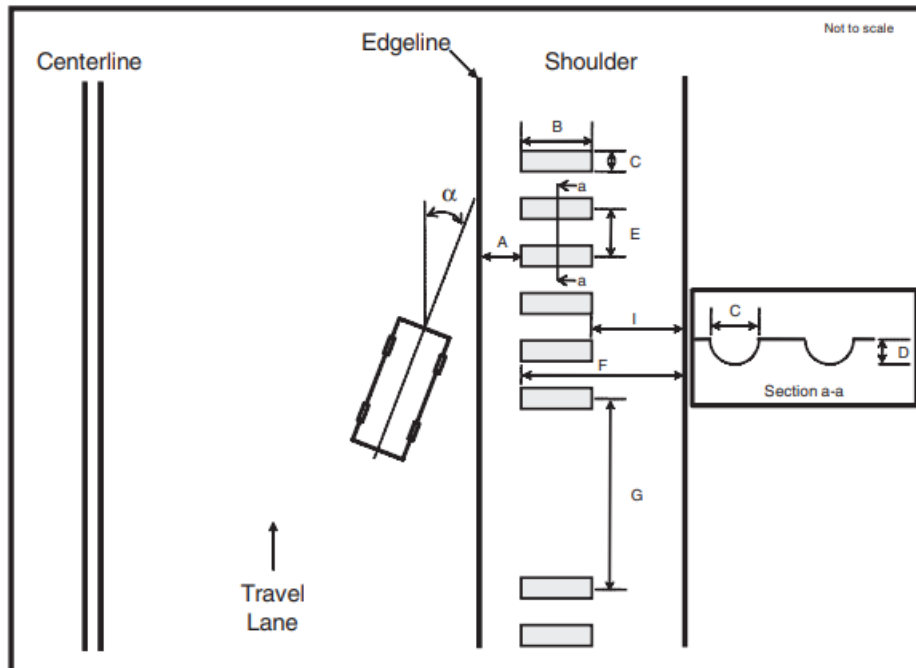 Not to scale
Edgeline
Centerline
Shoulder
B
C
a
α
E
A
a
I
C
F
D
Section a-a
G
Travel
Lane